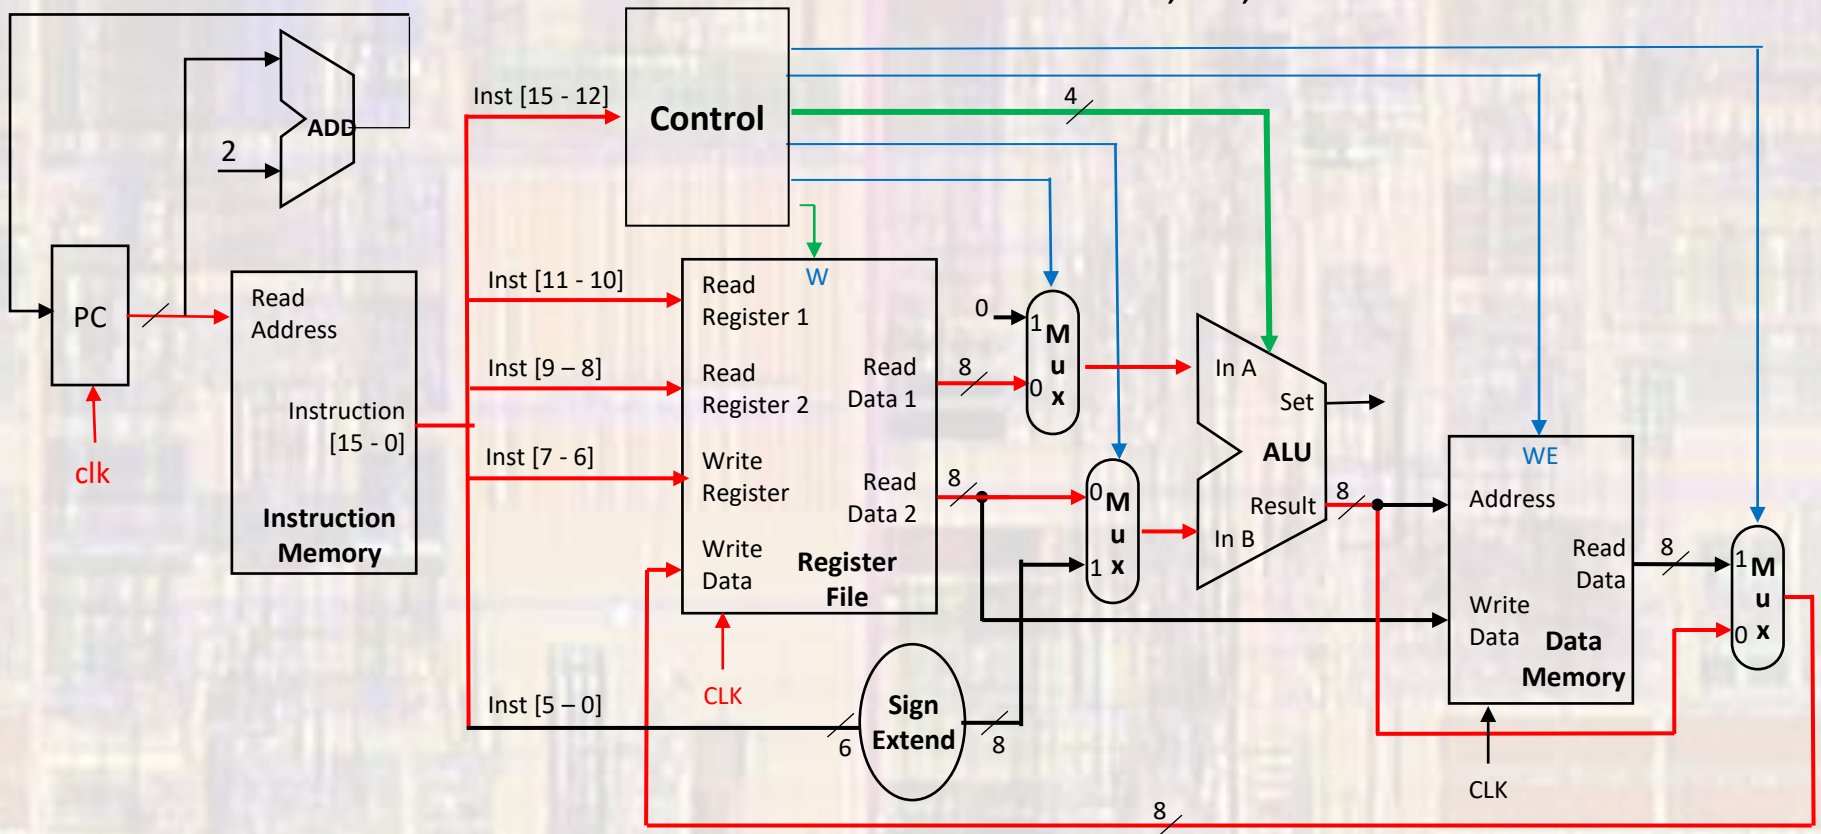 ADD
2
PC
clk
Read
Address
Instruction
[15 - 0]
Instruction
Memory
Inst [15 - 12]
Control
4
Inst [11 - 10]
Inst [9 – 8]
Inst [7 - 6]
Inst [5 – 0]
W
Read
Register 1
Read
Register 2
Write
Register
Write
Data
Read
Data 1
Read
Data 2
Register
File
CLK
8
8
6
Sign
Extend
8
0
1
0
M
u
x
0
1
M
u
x
In A
In B
Set
ALU
Result
8
WE
Address
Write
Data
Read
Data
Data
Memory
CLK
8
1
0
M
u
x
8